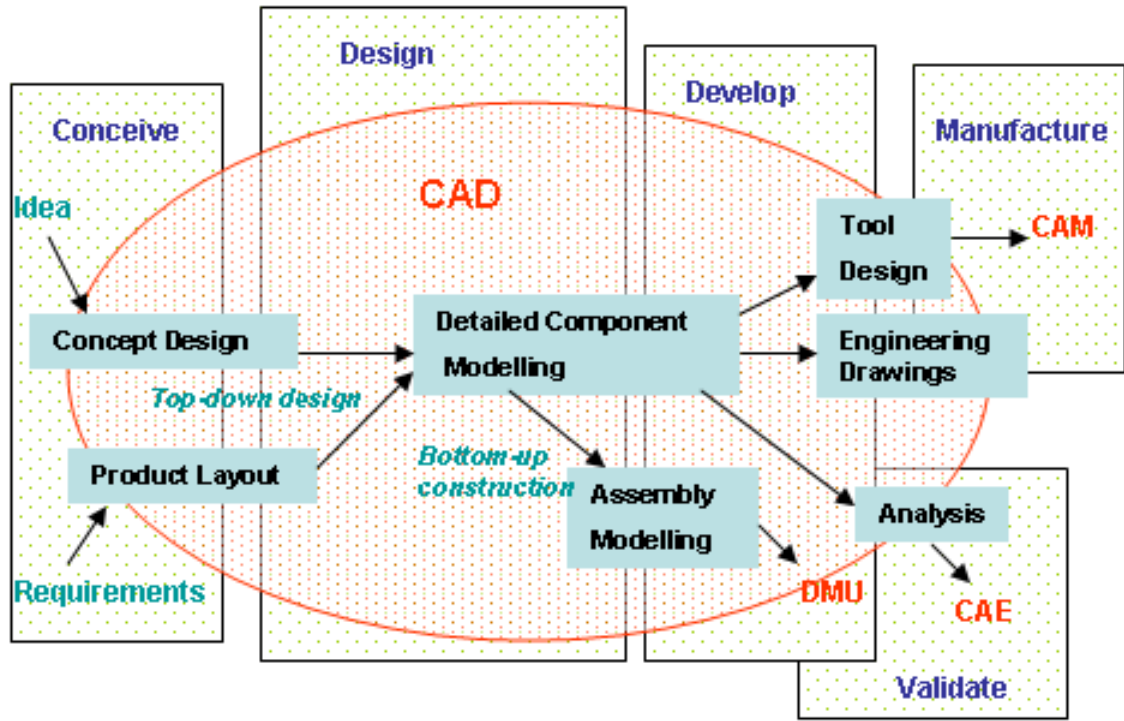 Design
Develop
Conceive
Manufacture
CAD
Idea
Tool
Design
CAM
Concept Design
Detailed Component
Modelling
Engineering
Drawings
Top-down design
Product Layout
Bottom-up
construction
Assembly
Modelling
Analysis
Requirements
DMU
CAE
Validate